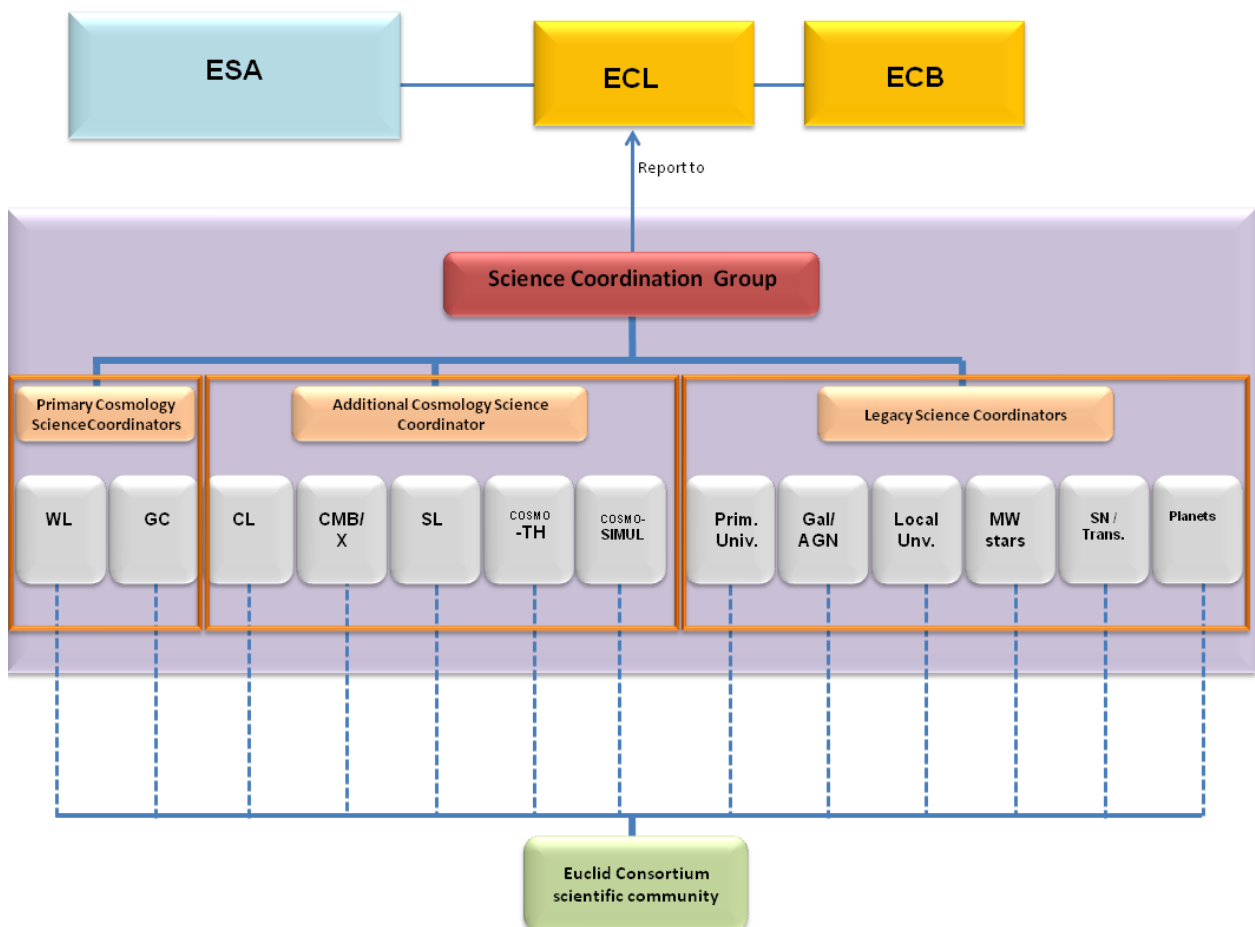 ESA
ECL
ECB
Report to
Science Coordination Group
Primary Cosmology
Science Coordinators
Additional Cosmology Science
Coordinator
Legacy Science Coordinators
WL
GC
CL
CMB/
X
SL
COSMO
-TH
COSMO-
SIMUL
Prim.
Univ.
Gal/
AGN
Local
Unv.
MW
stars
SN /
Trans.
Planets
Euclid Consortium
scientific community